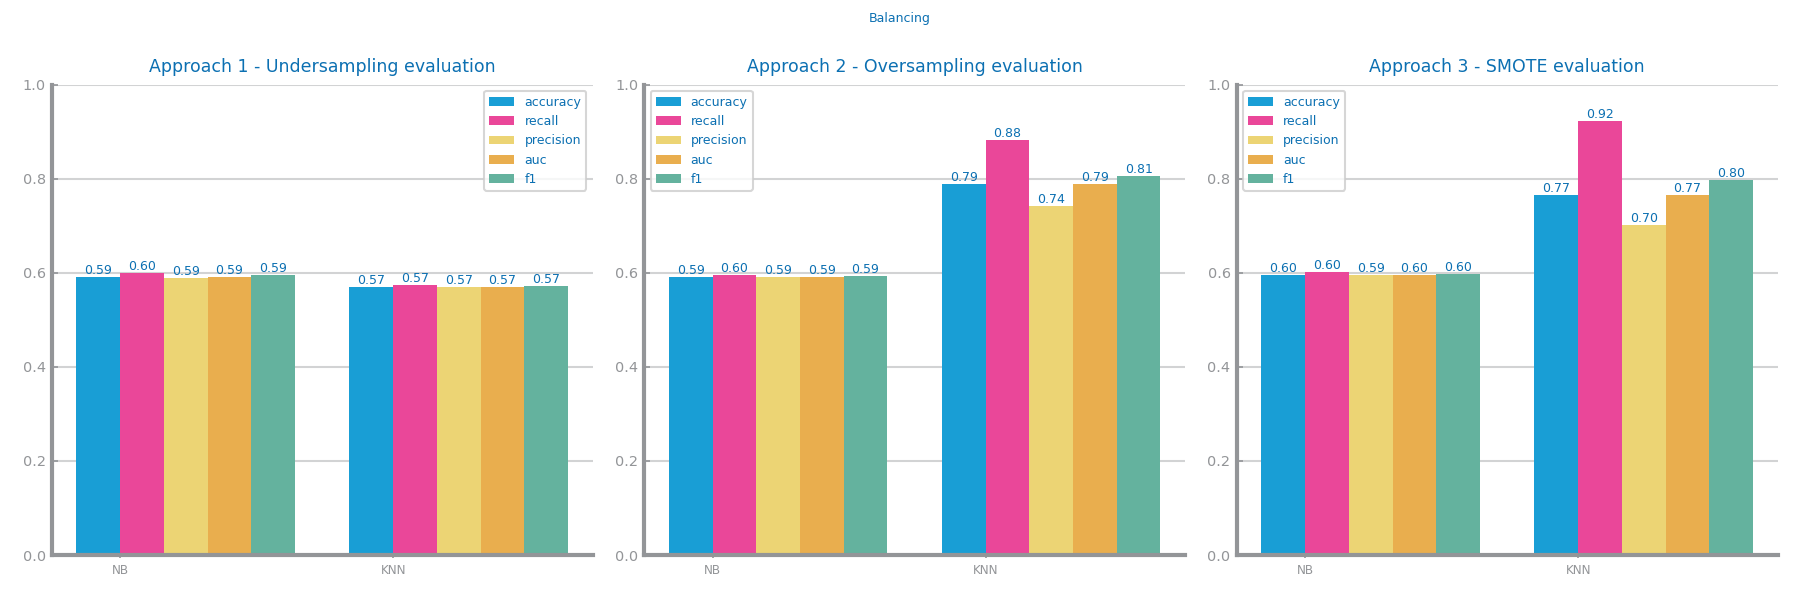 Balancing
Approach 1 - Undersampling evaluation
1.0
0.8
0.6
0.4
0.2
0.0
accuracy
recall
precision
auc
f1
0.59 0.60 0.59 0.59 0.59
0.57 0.57 0.57 0.57 0.57
NB KNN
Approach 2 - Oversampling evaluation
1.0
0.8
0.6
0.4
0.2
0.0
accuracy
recall
precision
auc
f1
0.59 0.60 0.59 0.59 0.59
0.79 0.88 0.74 0.79 0.81
NB KNN
Approach 3 - SMOTE evaluation
1.0
0.8
0.6
0.4
0.2
0.0
accuracy
recall
precision
auc
f1
0.60 0.60 0.59 0.60 0.60
0.77 0.92 0.70 0.77 0.80
NB KNN